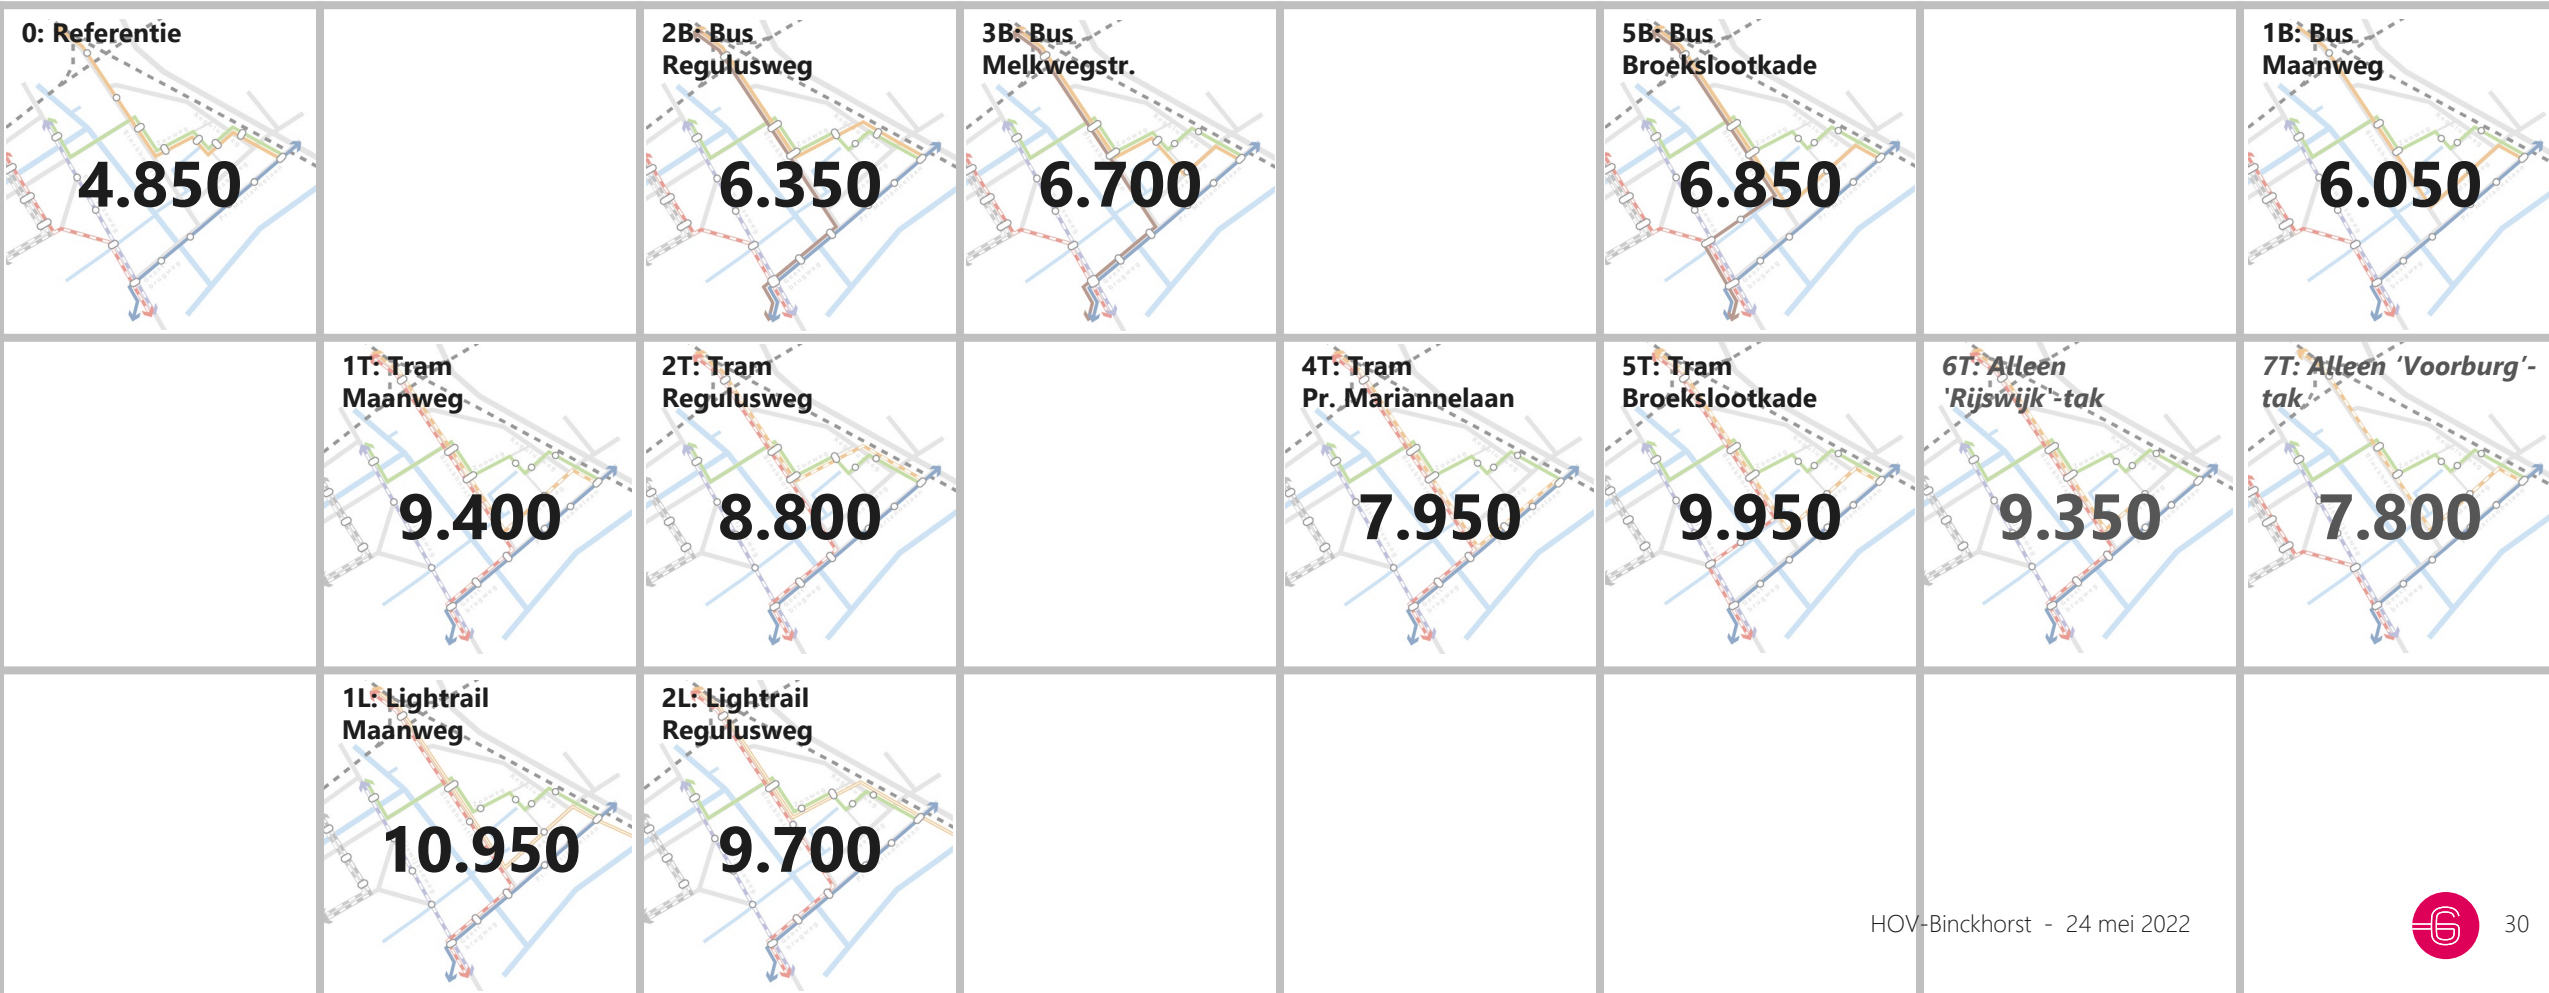 0: Referentie
4.850
2B: Bus
Regulusweg
6.350
3B: Bus
Melkwegstr.
6.700
5B: Bus
Broekslootkade
6.850
1B: Bus
Maanweg
6.050
1T: Tram
Maanweg
9.400
2T: Tram
Regulusweg
8.800
4T: Tram
Pr. Mariannelaan
7.950
5T: Tram
Broekslootkade
9.950
6T: Alleen
'Rijswijk'-tak
9.350
7T: Alleen ‘Voorburg’-
tak
7.800
1L: Lightrail
Maanweg
10.950
2L: Lightrail
Regulusweg
9.700
HOV-Binckhorst - 24 mei 2022
30